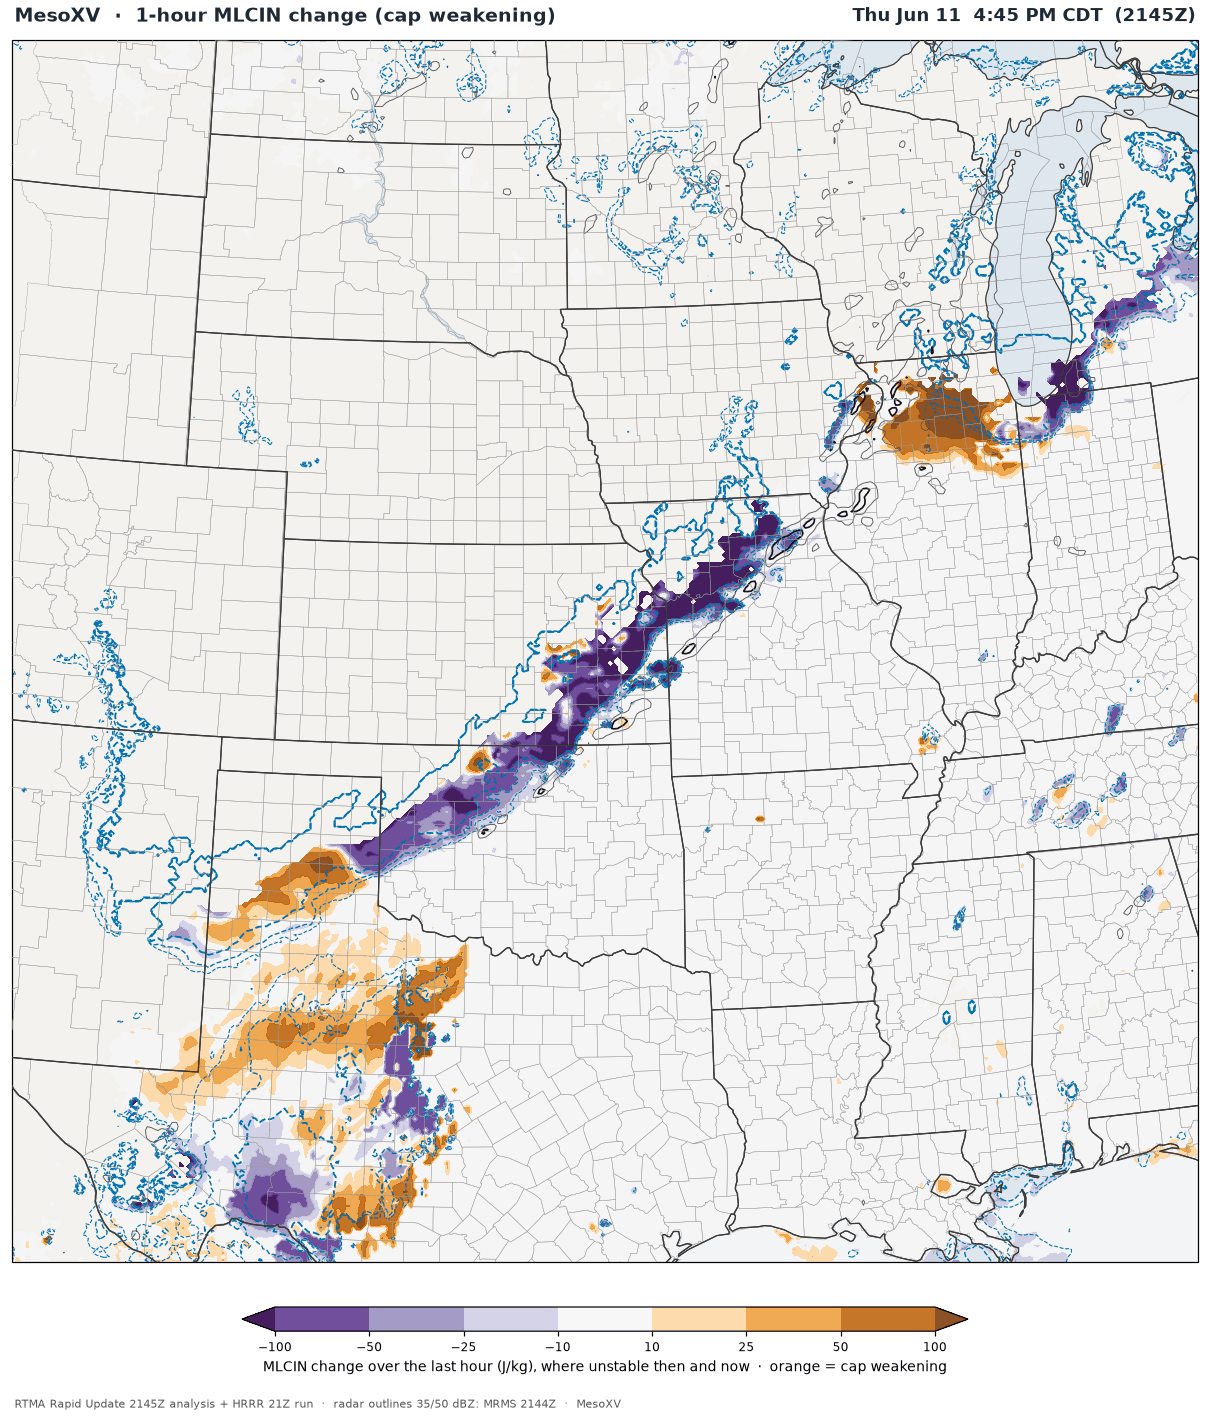 MesoXV · 1-hour MLCIN change (cap weakening)
Thu Jun 11 4:45 PM CDT (2145Z)
−100 −50 −25 −10 10 25 50 100
MLCIN change over the last hour (J/kg), where unstable then and now · orange = cap weakening
RTMA Rapid Update 2145Z analysis + HRRR 21Z run · radar outlines 35/50 dBZ: MRMS 2144Z · MesoXV